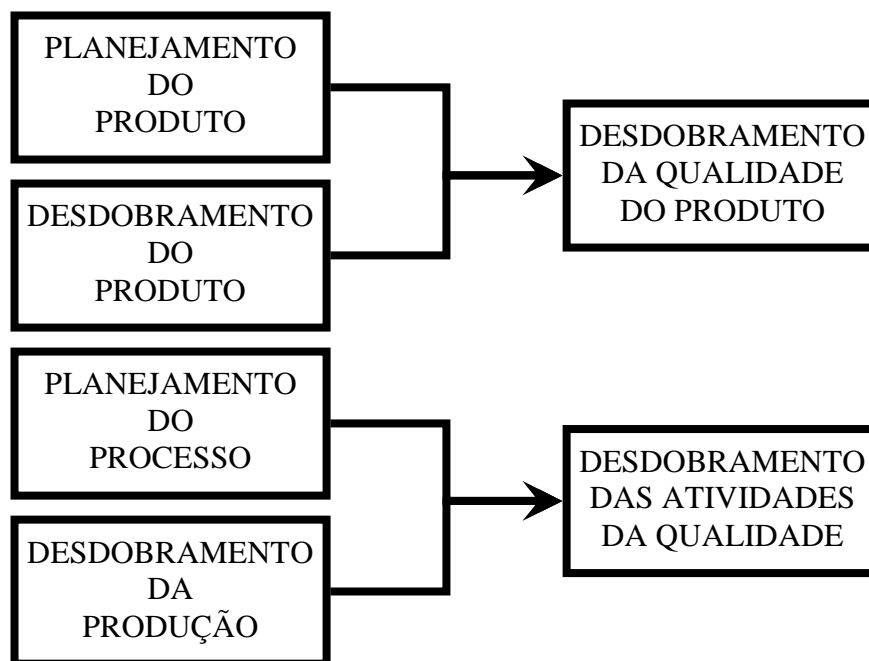 PLANEJAMENTO
DO
PRODUTO
DESDOBRAMENTO
DO
PRODUTO
DESDOBRAMENTO
DA QUALIDADE
DO PRODUTO
PLANEJAMENTO
DO
PROCESSO
DESDOBRAMENTO
DA
PRODUÇÃO
DESDOBRAMENTO
DAS ATIVIDADES
DA QUALIDADE